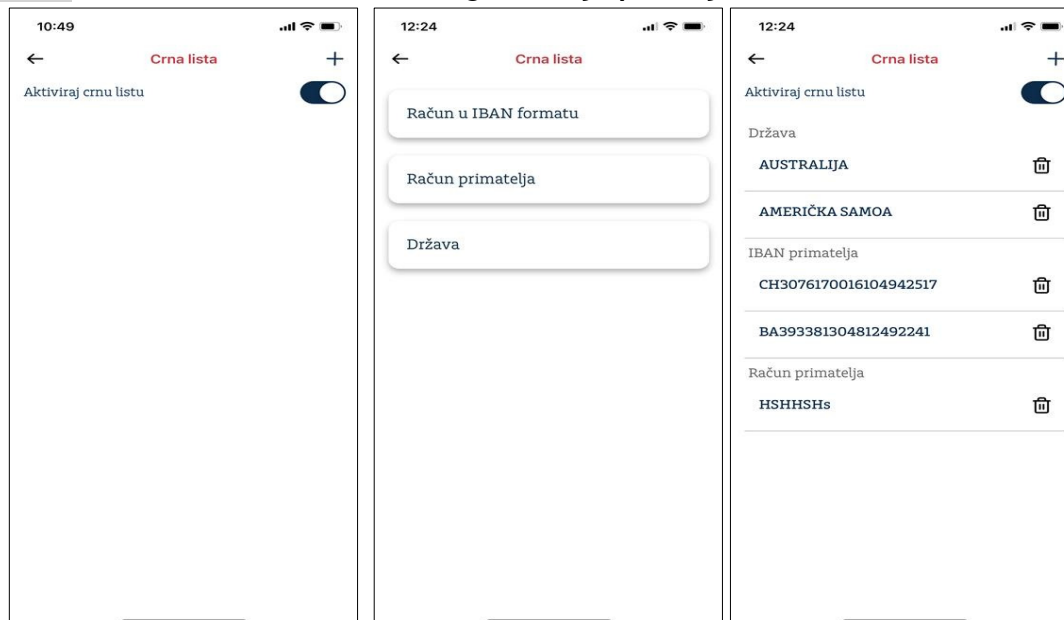 10:49
Crna lista
Aktiviraj crnu listu
12:24
Crna lista
Račun u IBAN formatu
Račun primatelja
Država
12:24
Crna lista
Aktiviraj crnu listu
Država
AUSTRALIJA
AMERIČKA SAMOA
IBAN primatelja
CH3076170016104942517
BA393381304812492241
Račun primatelja
HSHHSHs